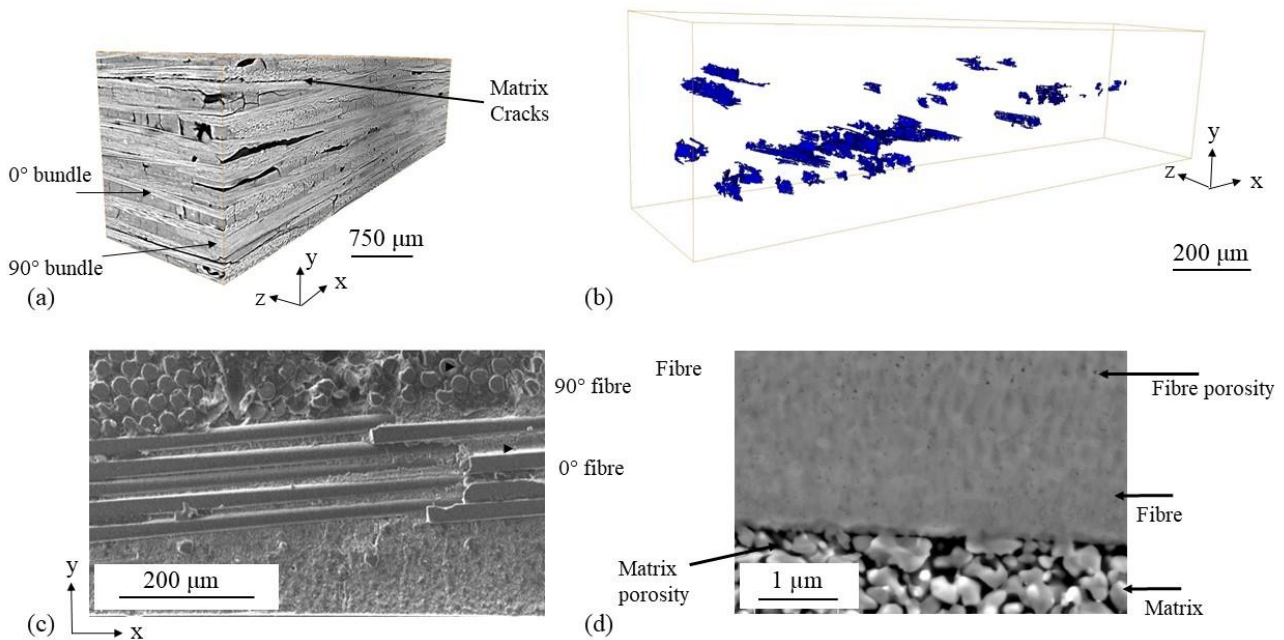 Matrix
Cracks
0° bundle
90° bundle
750 µm
y
x
z
(a)
y
z
x
200 µm
(b)
90° fibre
0° fibre
200 µm
y
x
(c)
Fibre
Fibre porosity
Fibre
Matrix
porosity
1 µm
Matrix
(d)